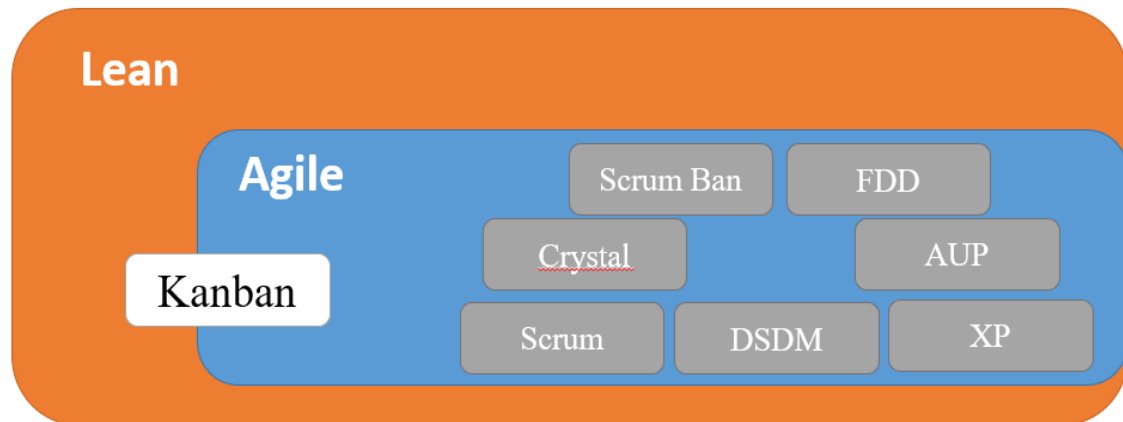 Lean
Agile
Scrum Ban
FDD
Crystal
AUP
Kanban
Scrum
DSDM
XP